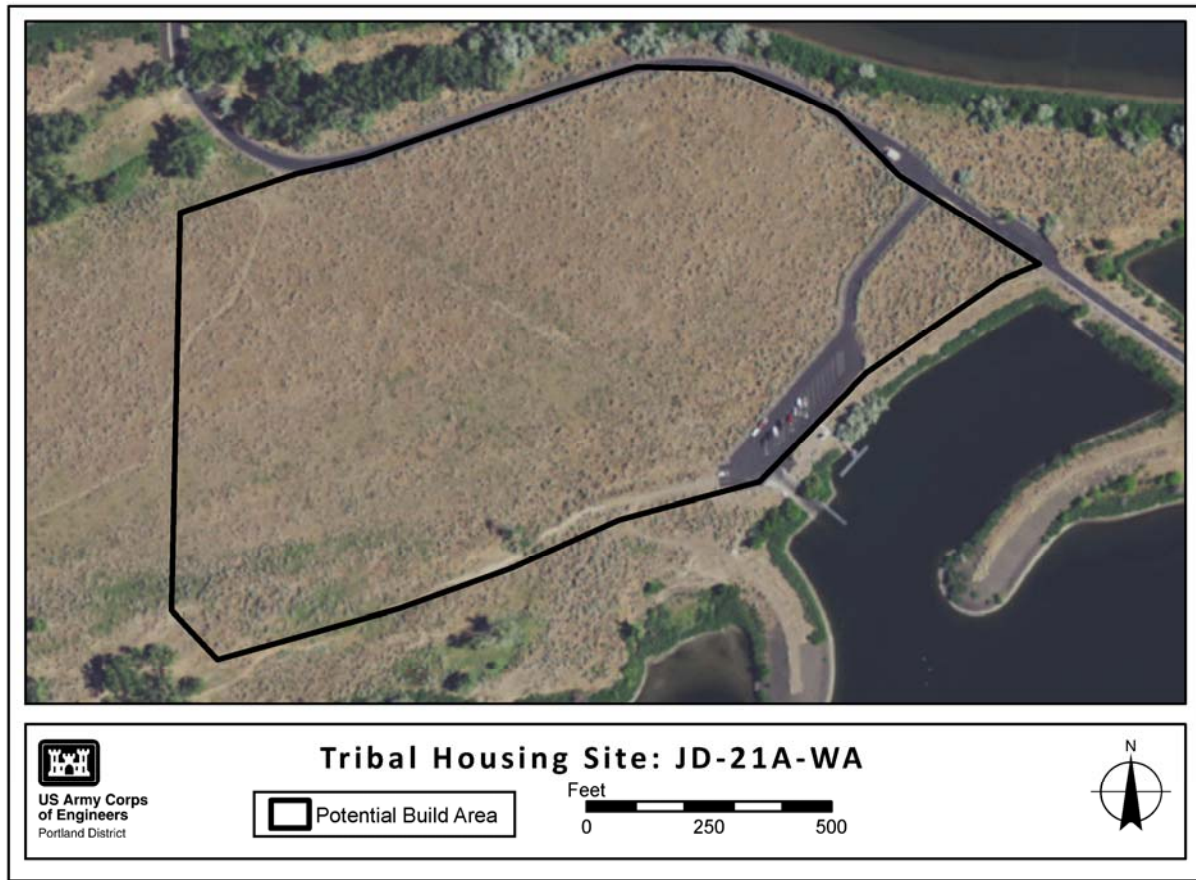 US Army Corps
of Engineers
Portland District
Tribal Housing Site: JD-21A-WA
Potential Build Area
Feet
0 250 500
N